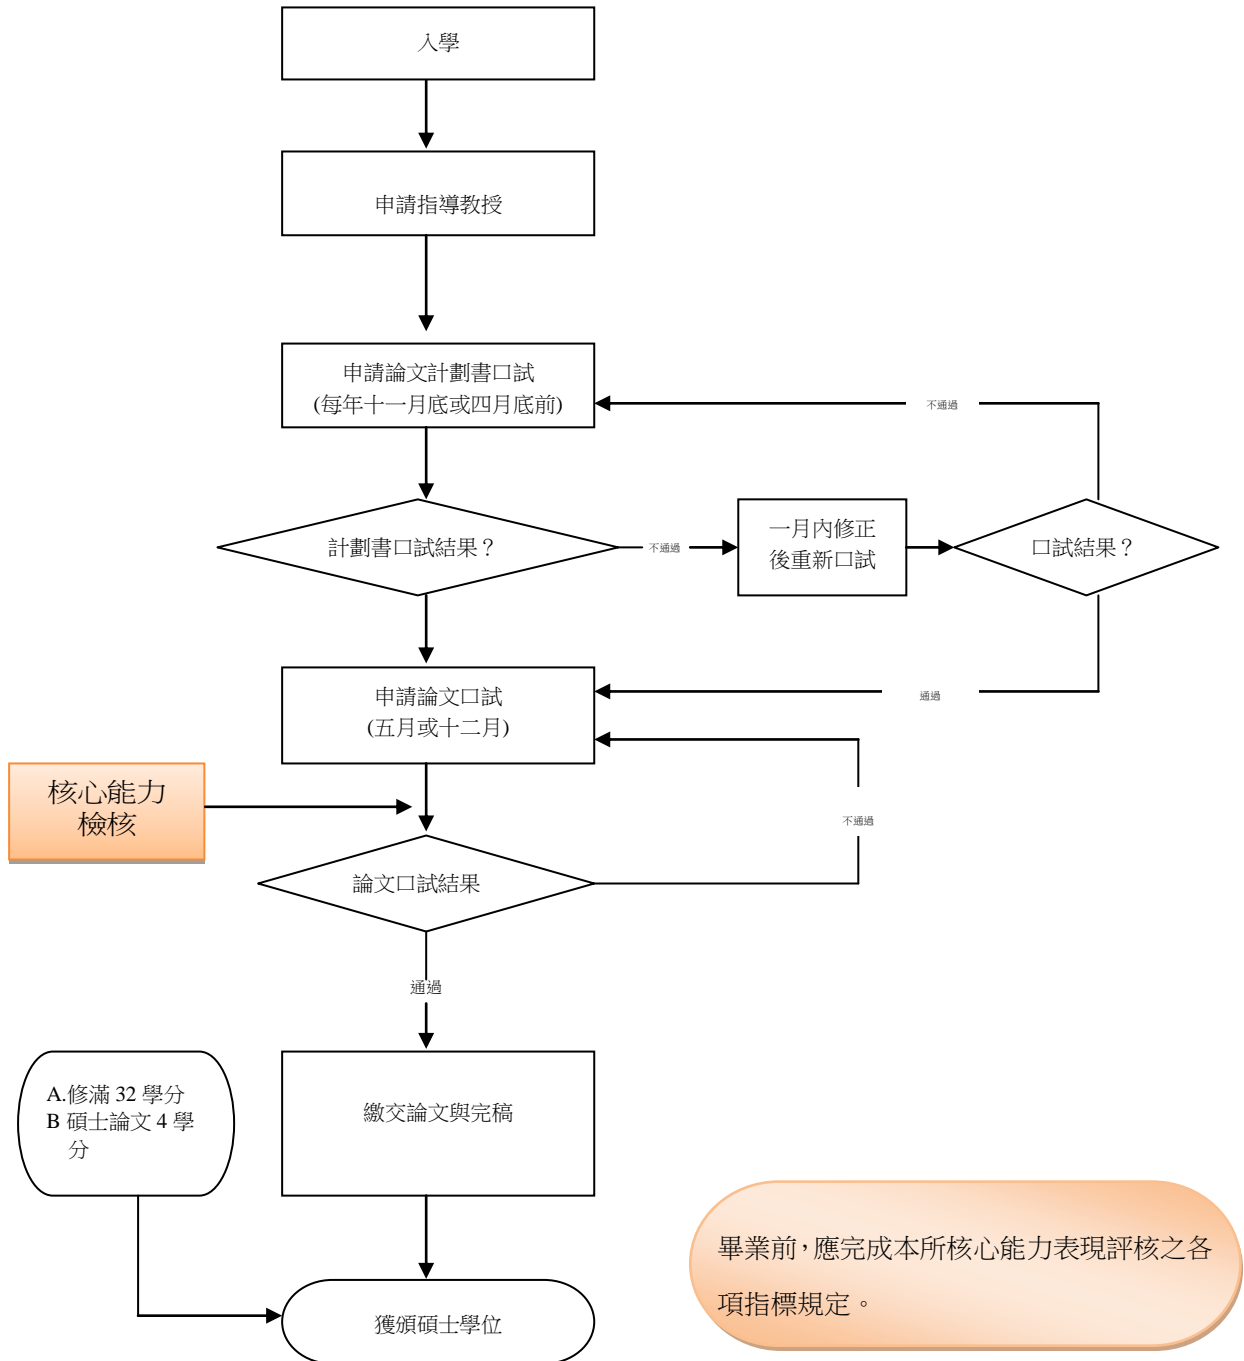 入學
申請指導教授
申請論文計劃書口試
(每年十一月底或四月底前)
不通過
計劃書口試結果？
不通過
一月內修正
後重新口試
口試結果？
申請論文口試
(五月或十二月)
通過
核心能力
檢核
不通過
論文口試結果
通過
A.修滿 32 學分
B 碩士論文 4 學
分
繳交論文與完稿
畢業前，應完成本所核心能力表現評核之各
項指標規定。
獲頒碩士學位